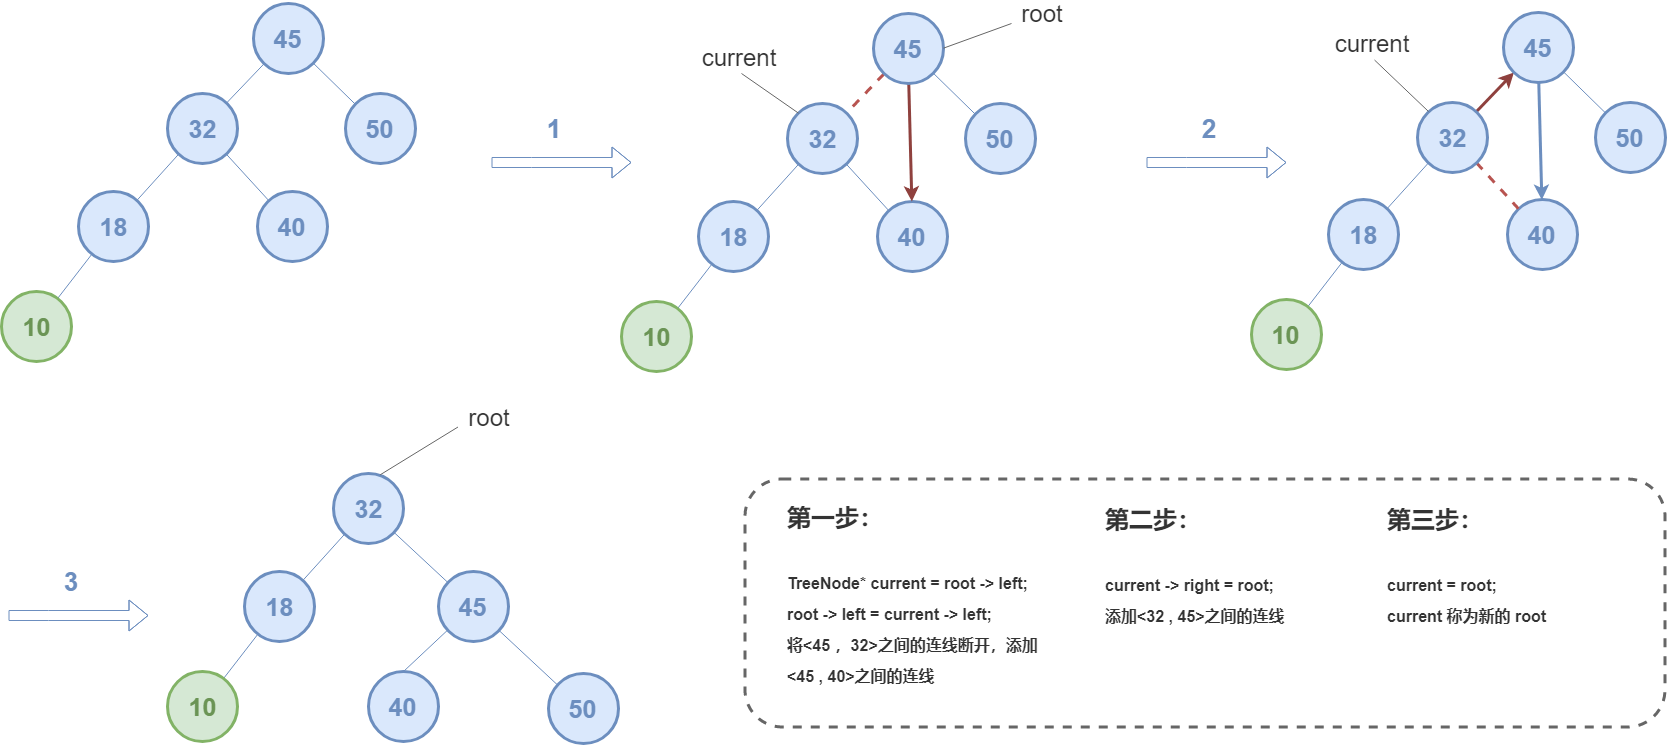 45
32
50
18
40
10
1
root
current
45
32
50
18
40
10
2
current
45
32
50
18
40
10
3
root
32
18
45
10
40
50
第一步：
TreeNode* current = root -> left;
root -> left = current -> left;
将<45 ，32>之间的连线断开，添加
<45 , 40>之间的连线
第二步：
current -> right = root;
添加<32 , 45>之间的连线
第三步：
current = root;
current 称为新的 root